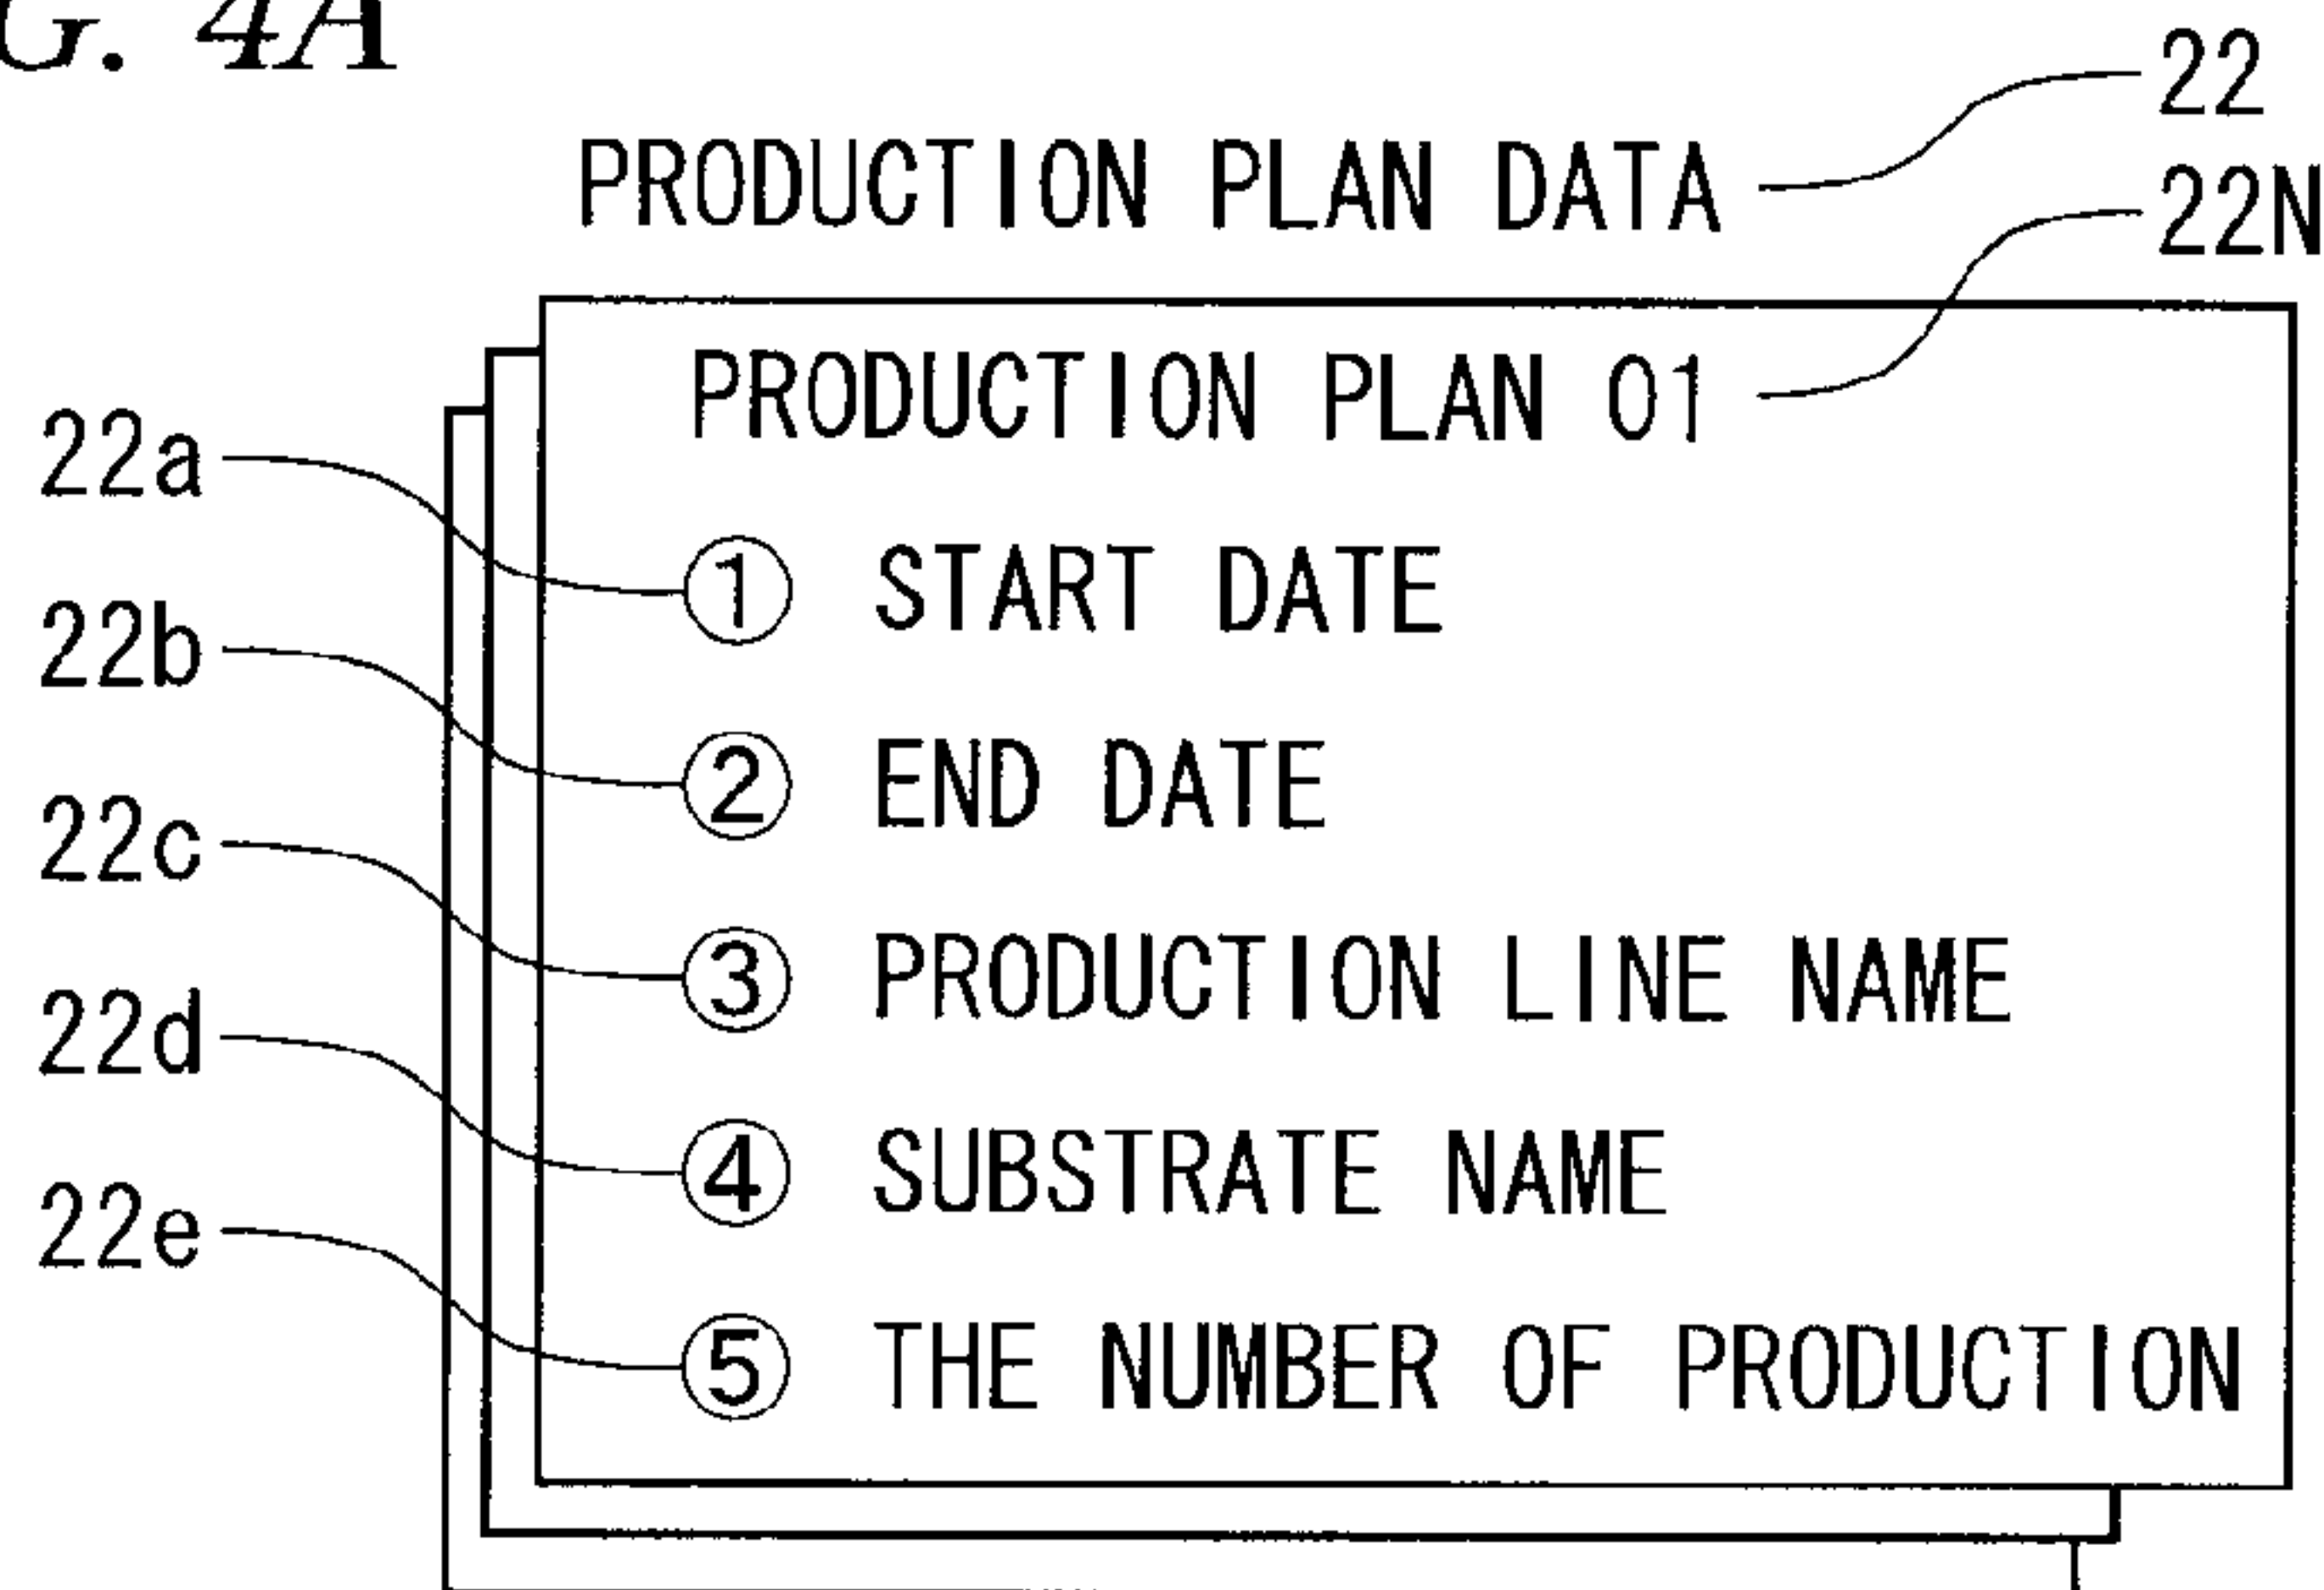 G. 4A
22
PRODUCTION PLAN DATA
22N
PRODUCTION PLAN 01
22a
① START DATE
22b
② END DATE
22c
③ PRODUCTION LINE NAME
22d
④ SUBSTRATE NAME
22e
⑤ THE NUMBER OF PRODUCTION